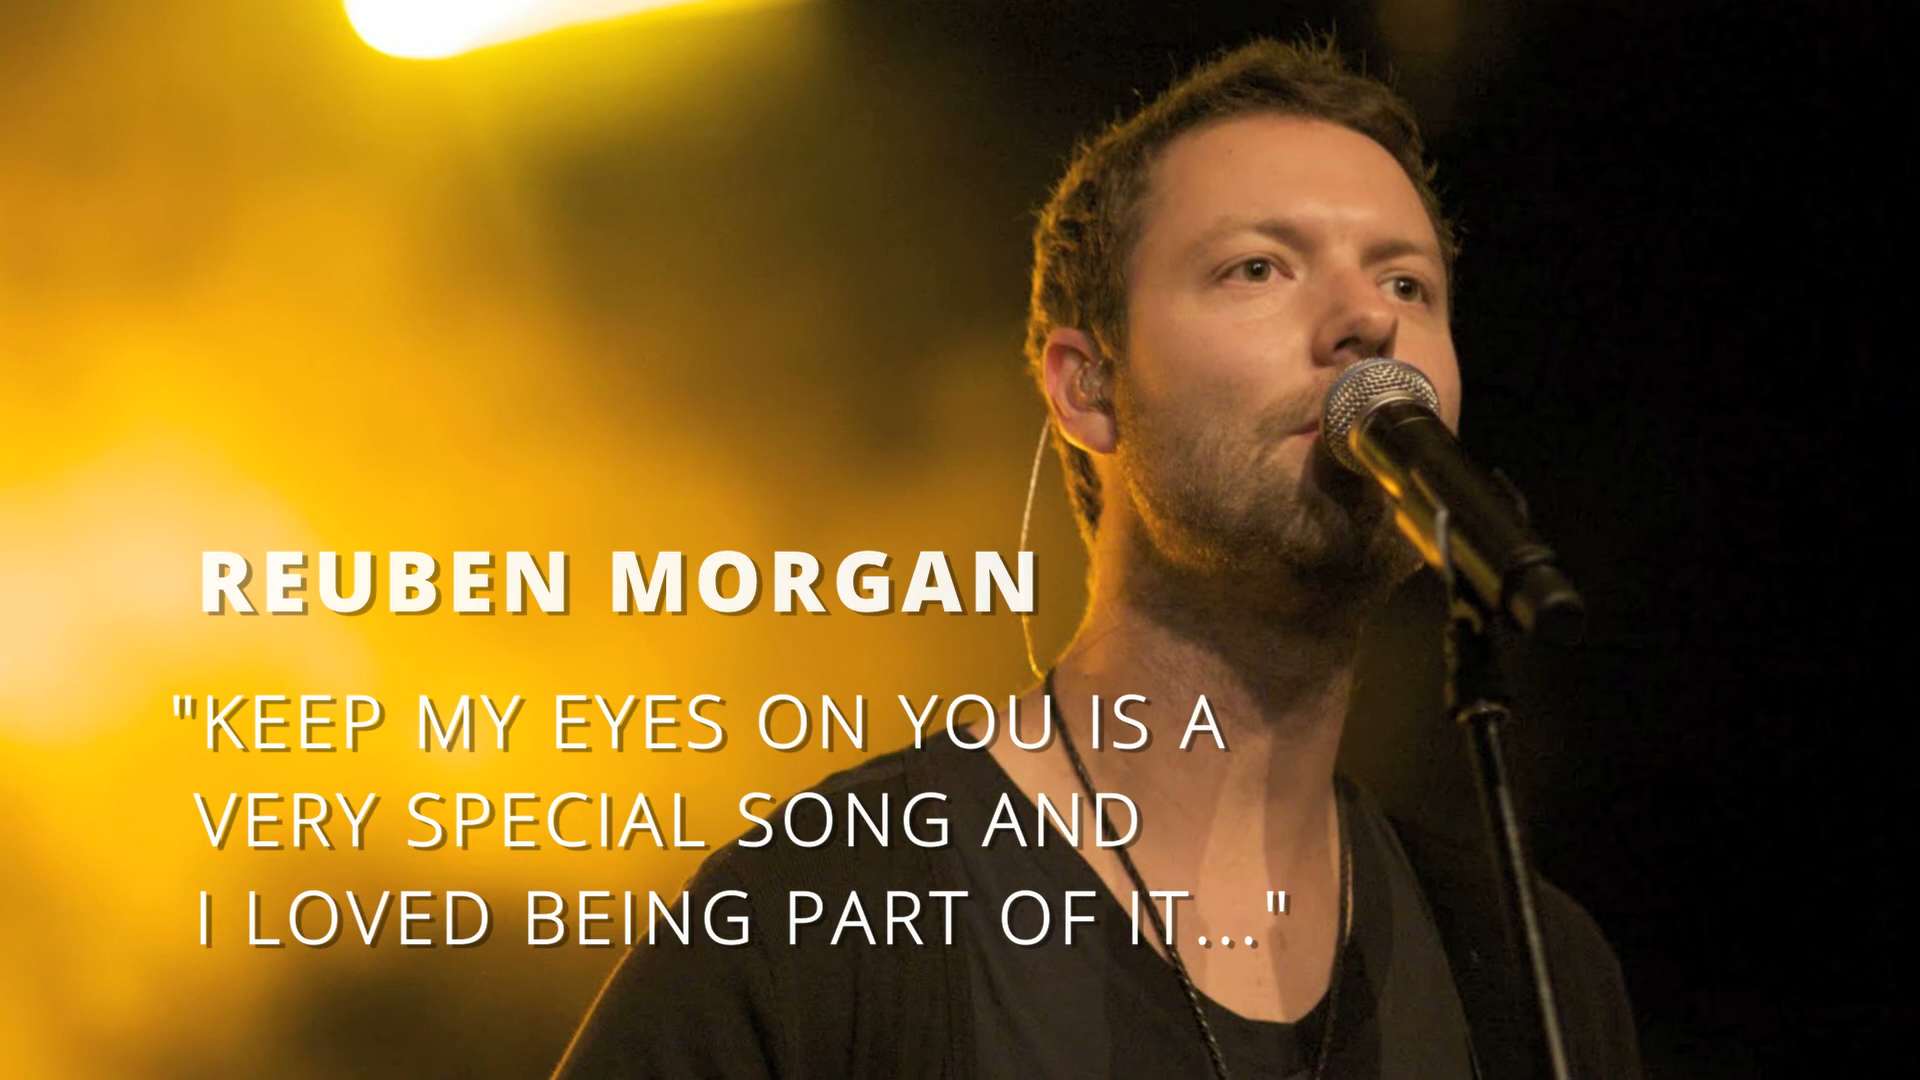 REUBEN MORGAN
"KEEP MY EYES ON YOU IS A
VERY SPECIAL SONG AND
I LOVED BEING PART OF IT..."